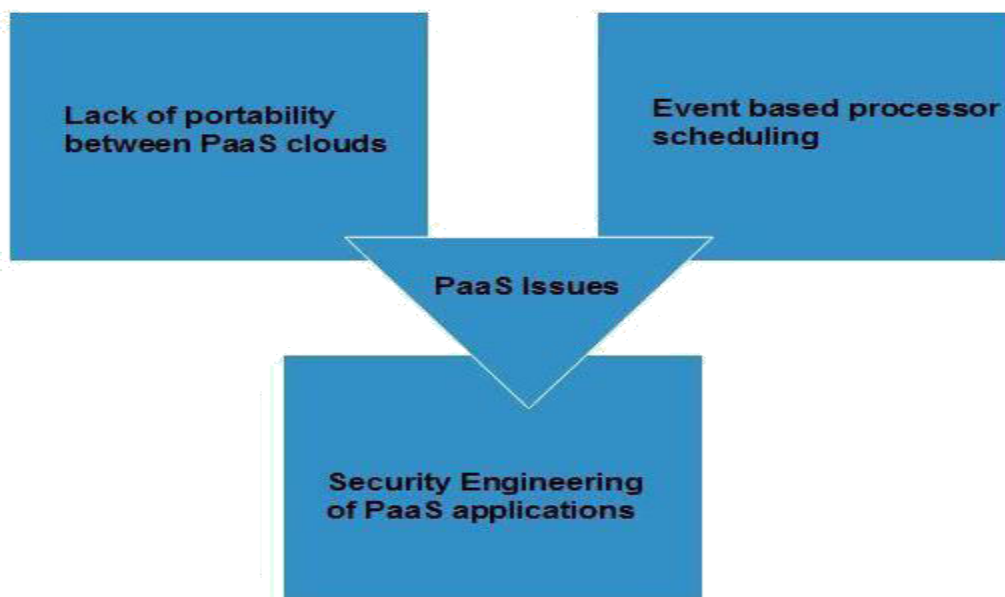 Lack of portability
between PaaS clouds
Event based processor
scheduling
PaaS Issues
Security Engineering
of PaaS applications